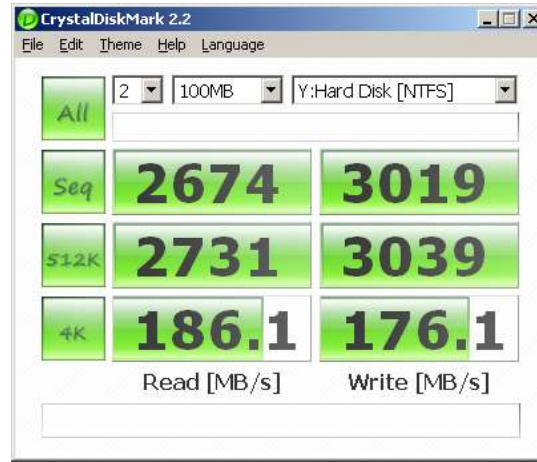 CrystalDiskMark 2.2
File Edit Theme Help Language
All 2 100MB Y:Hard Disk [NTFS]
Seq 2674 3019
512K 2731 3039
4K 186.1 176.1
Read [MB/s] Write [MB/s]